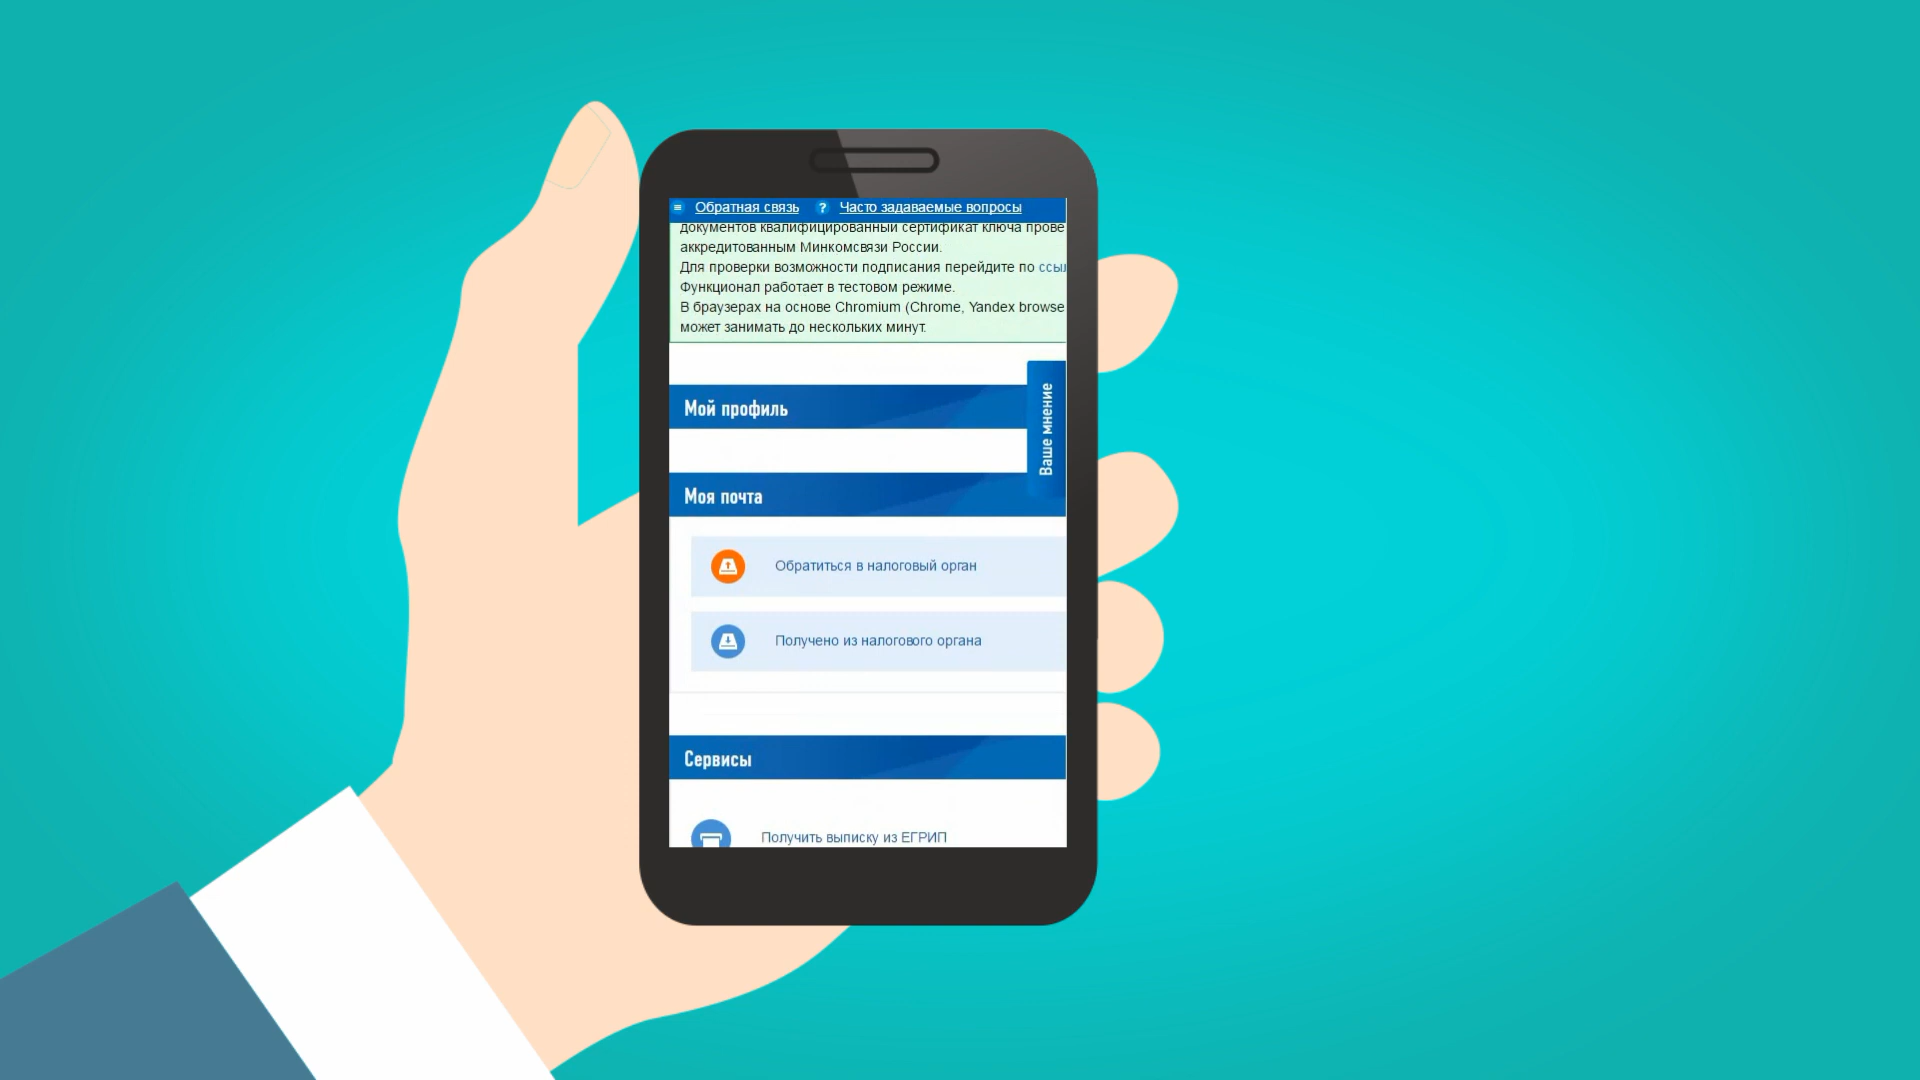 Обратная связь ? Часто задаваемые вопросы
документов квалифицированный сертификат ключа прове
аккредитованным Минкомсвязи России.
Для проверки возможности подписания перейдите по ссыл
Функционал работает в тестовом режиме.
В браузерах на основе Chromium (Chrome, Yandex browse
может занимать до нескольких минут.
Ваше мнение
Мой профиль
Моя почта
Обратиться в налоговый орган
Получено из налогового органа
Сервисы
Получить выписку из ЕГРИП